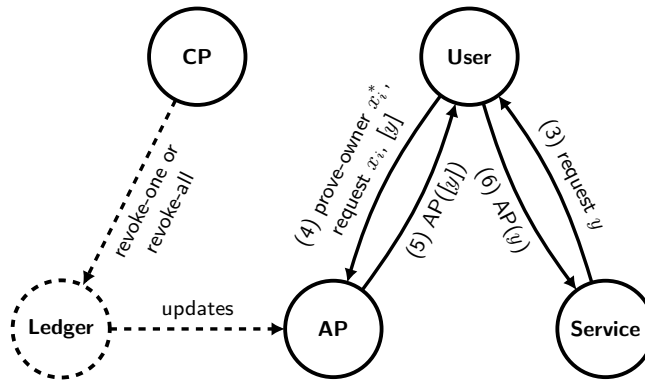 CP
User
revoke-one or
revoke-all
(4) prove-owner $x_i^*$,
request $x_i$, $[y]$
(5) AP($[y]$)
(6) AP($y$)
(3) request $y$
Ledger
updates
AP
Service